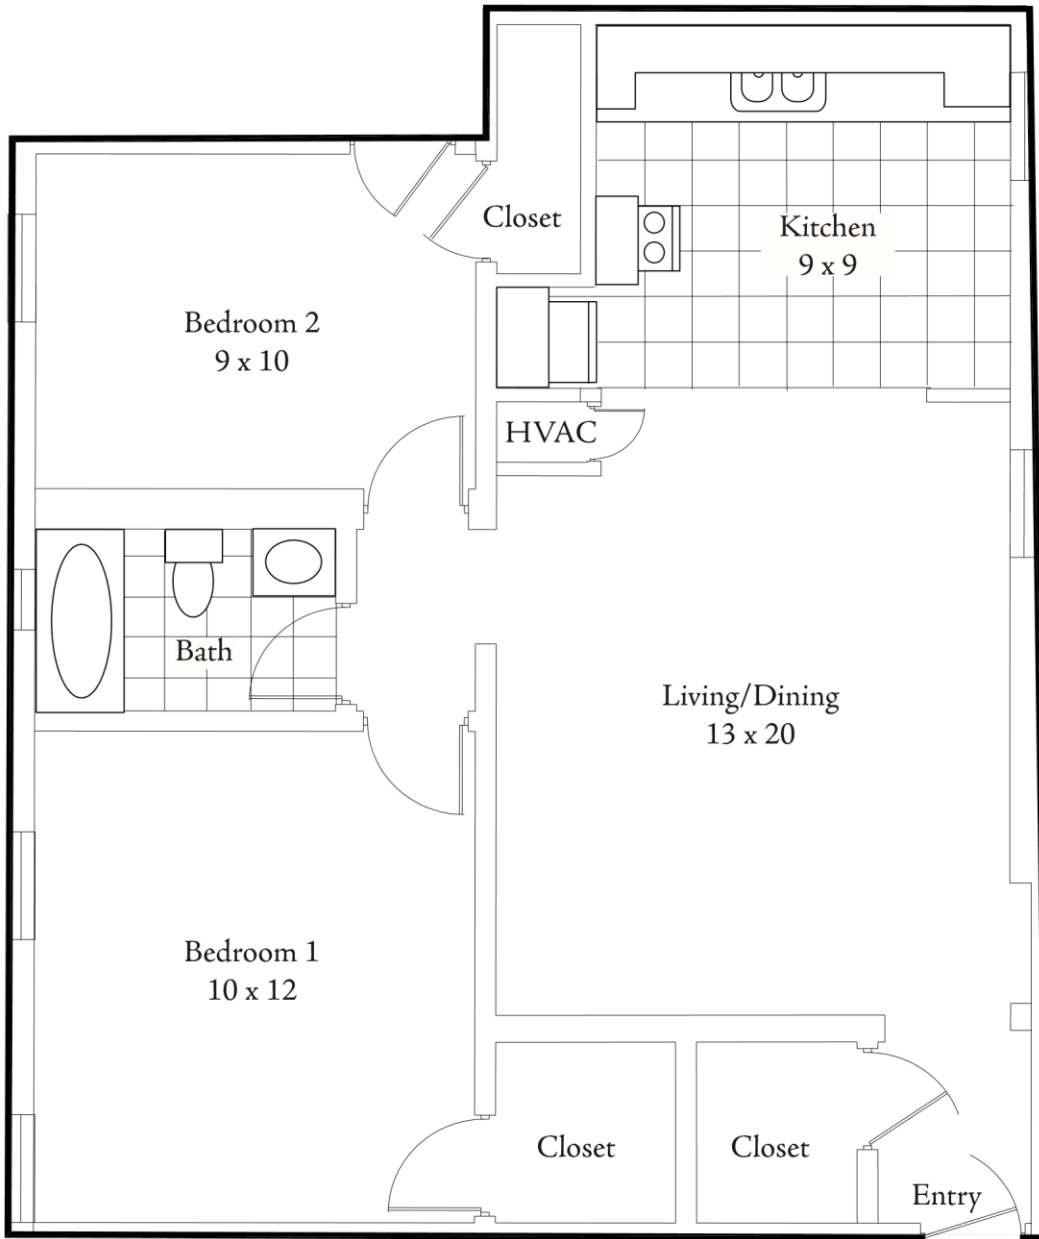 Closet
Kitchen
9 x 9
Bedroom 2
9 x 10
HVAC
Bath
Living/Dining
13 x 20
Bedroom 1
10 x 12
Closet
Closet
Entry